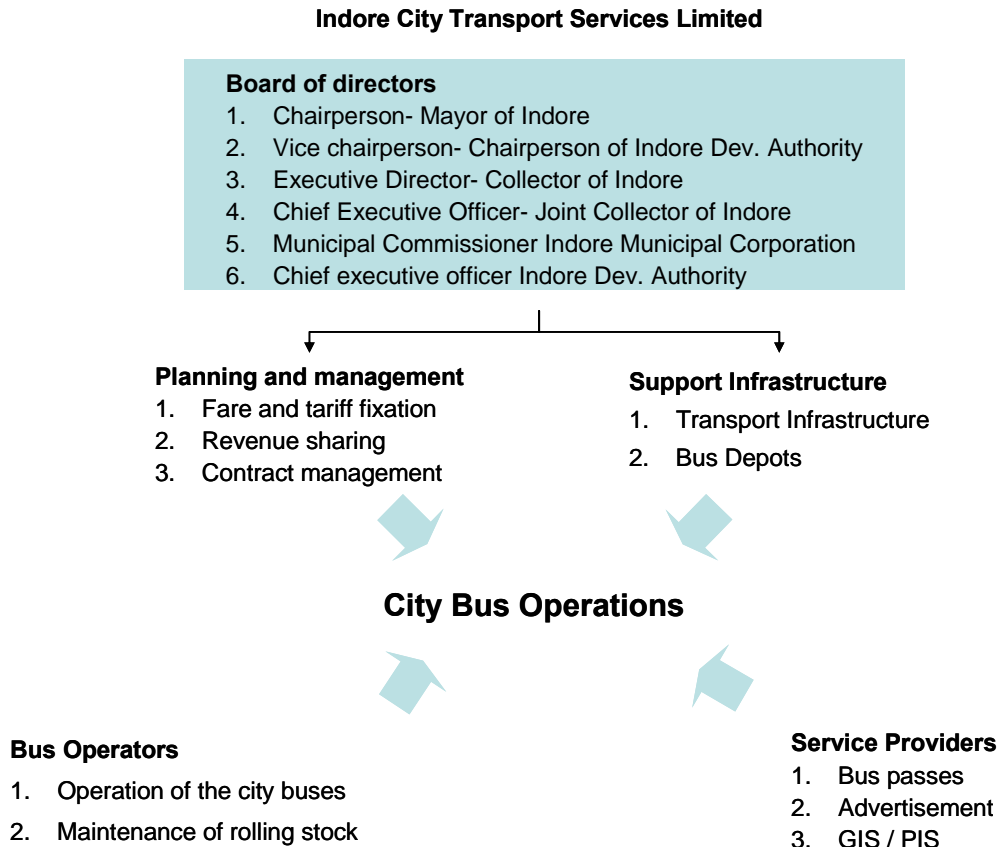 Indore City Transport Services Limited
Board of directors
1. Chairperson- Mayor of Indore
2. Vice chairperson- Chairperson of Indore Dev. Authority
3. Executive Director- Collector of Indore
4. Chief Executive Officer- Joint Collector of Indore
5. Municipal Commissioner Indore Municipal Corporation
6. Chief executive officer Indore Dev. Authority
Planning and management
1. Fare and tariff fixation
2. Revenue sharing
3. Contract management
Support Infrastructure
1. Transport Infrastructure
2. Bus Depots
City Bus Operations
Bus Operators
1. Operation of the city buses
2. Maintenance of rolling stock
Service Providers
1. Bus passes
2. Advertisement
3. GIS / PIS